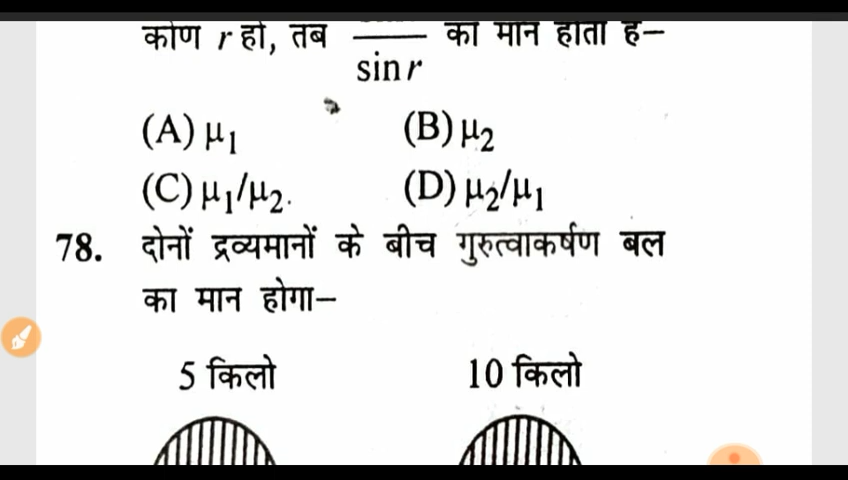 कोण r हो, तब का मान होता है–
sin r
(A) μ1 (B) μ2
(C) μ1/μ2. (D) μ2/μ1
78. दोनों द्रव्यमानों के बीच गुरुत्वाकर्षण बल
का मान होगा–
5 किलो 10 किलो